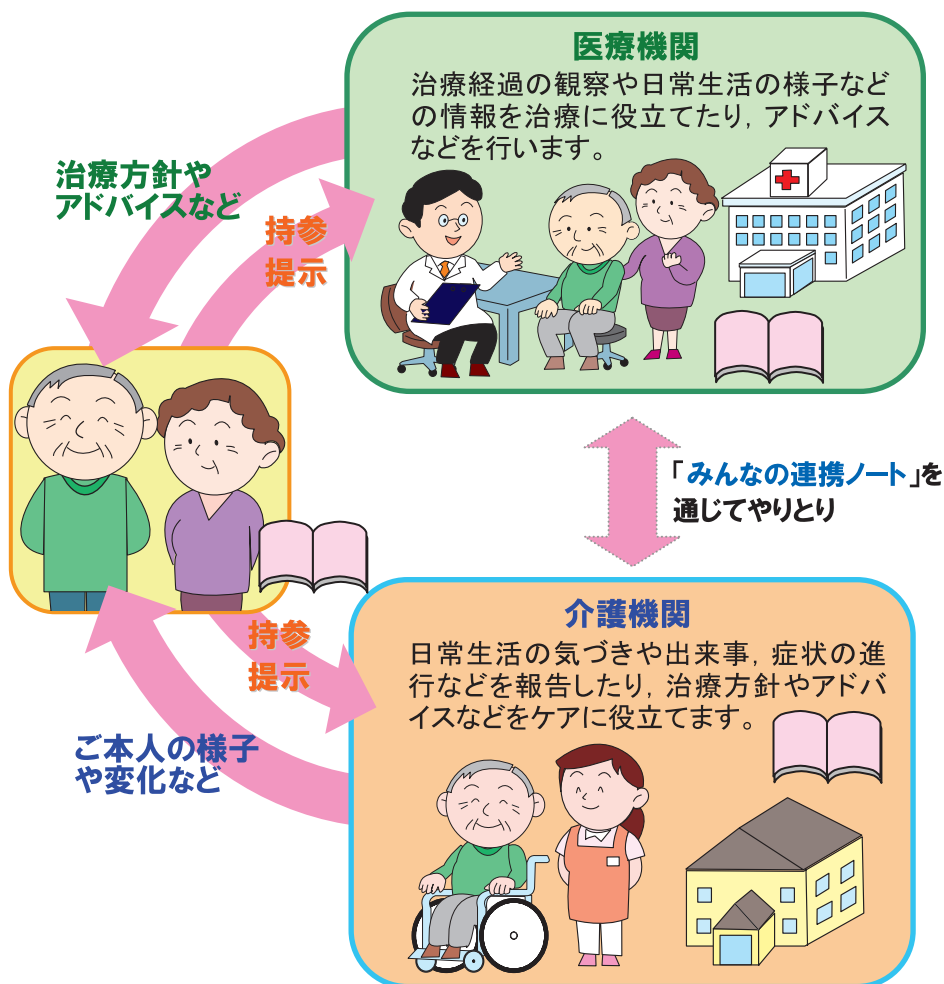 医療機関
治療経過の観察や日常生活の様子など
の情報を治療に役立てたり，アドバイス
などを行います。
治療方針や
アドバイスなど
持参
提示
「みんなの連携ノート」を
通じてやりとり
介護機関
日常生活の気づきや出来事，症状の進
行などを報告したり，治療方針やアドバ
イスなどをケアに役立てます。
持参
提示
ご本人の様子
や変化など